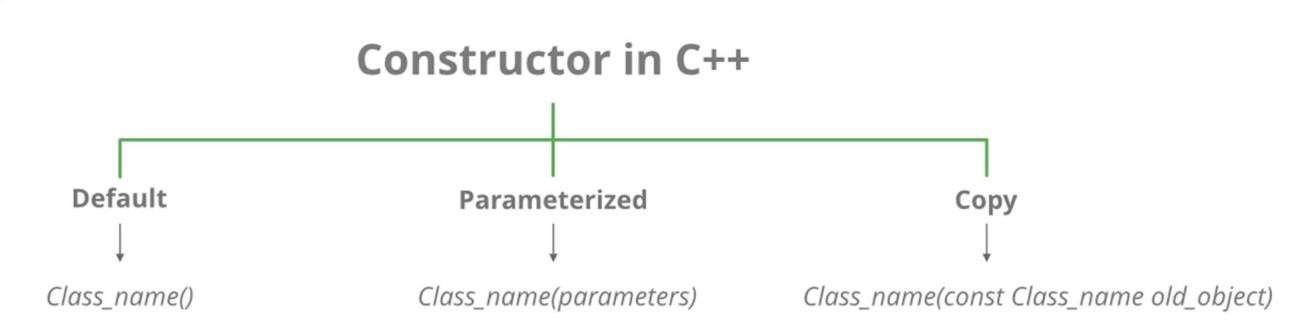 Constructor in C++
Default
Parameterized
Copy
Class_name()
Class_name(parameters)
Class_name(const Class_name old_object)